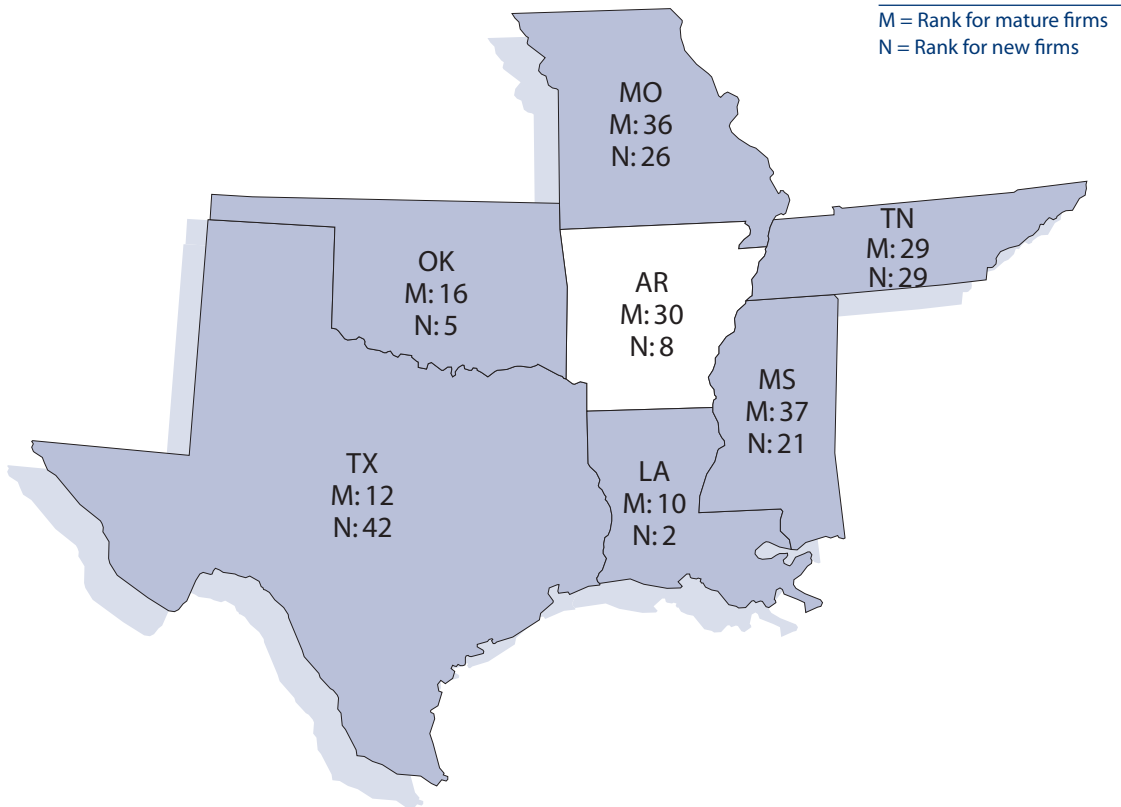 M = Rank for mature firms
N = Rank for new firms
MO
M: 36
N: 26
TN
M: 29
N: 29
OK
M: 16
N: 5
AR
M: 30
N: 8
MS
M: 37
N: 21
TX
M: 12
N: 42
LA
M: 10
N: 2